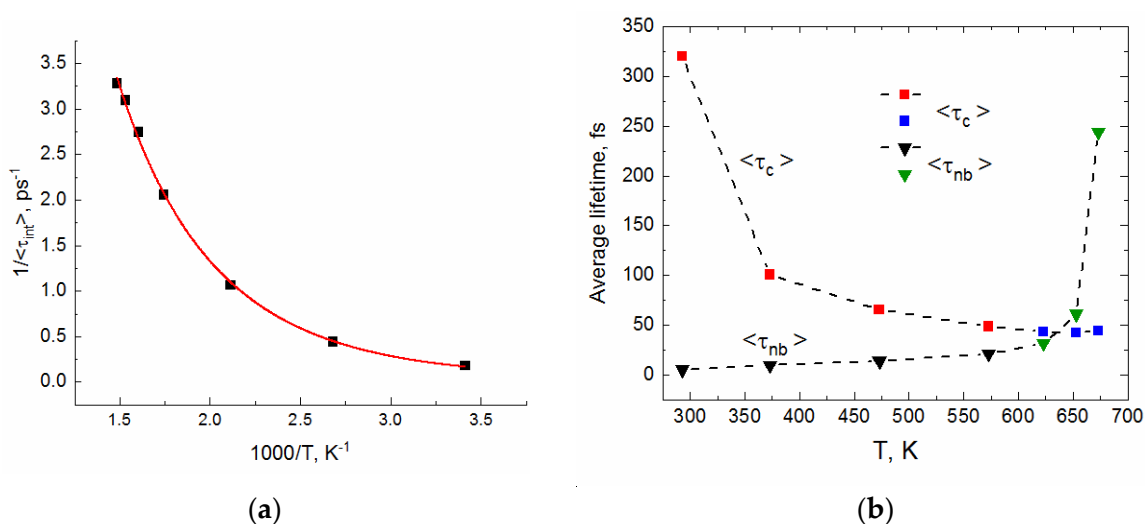 3.5
3.0
2.5
2.0
1.5
1.0
0.5
0.0
1/<τint>, ps-1
1.5 2.0 2.5 3.0 3.5
1000/T, K-1
(a)
350
300
250
200
150
100
50
0
Average lifetime, fs
<τc>
<τnb>
<τc>
<τnb>
300 350 400 450 500 550 600 650 700
T, K
(b)